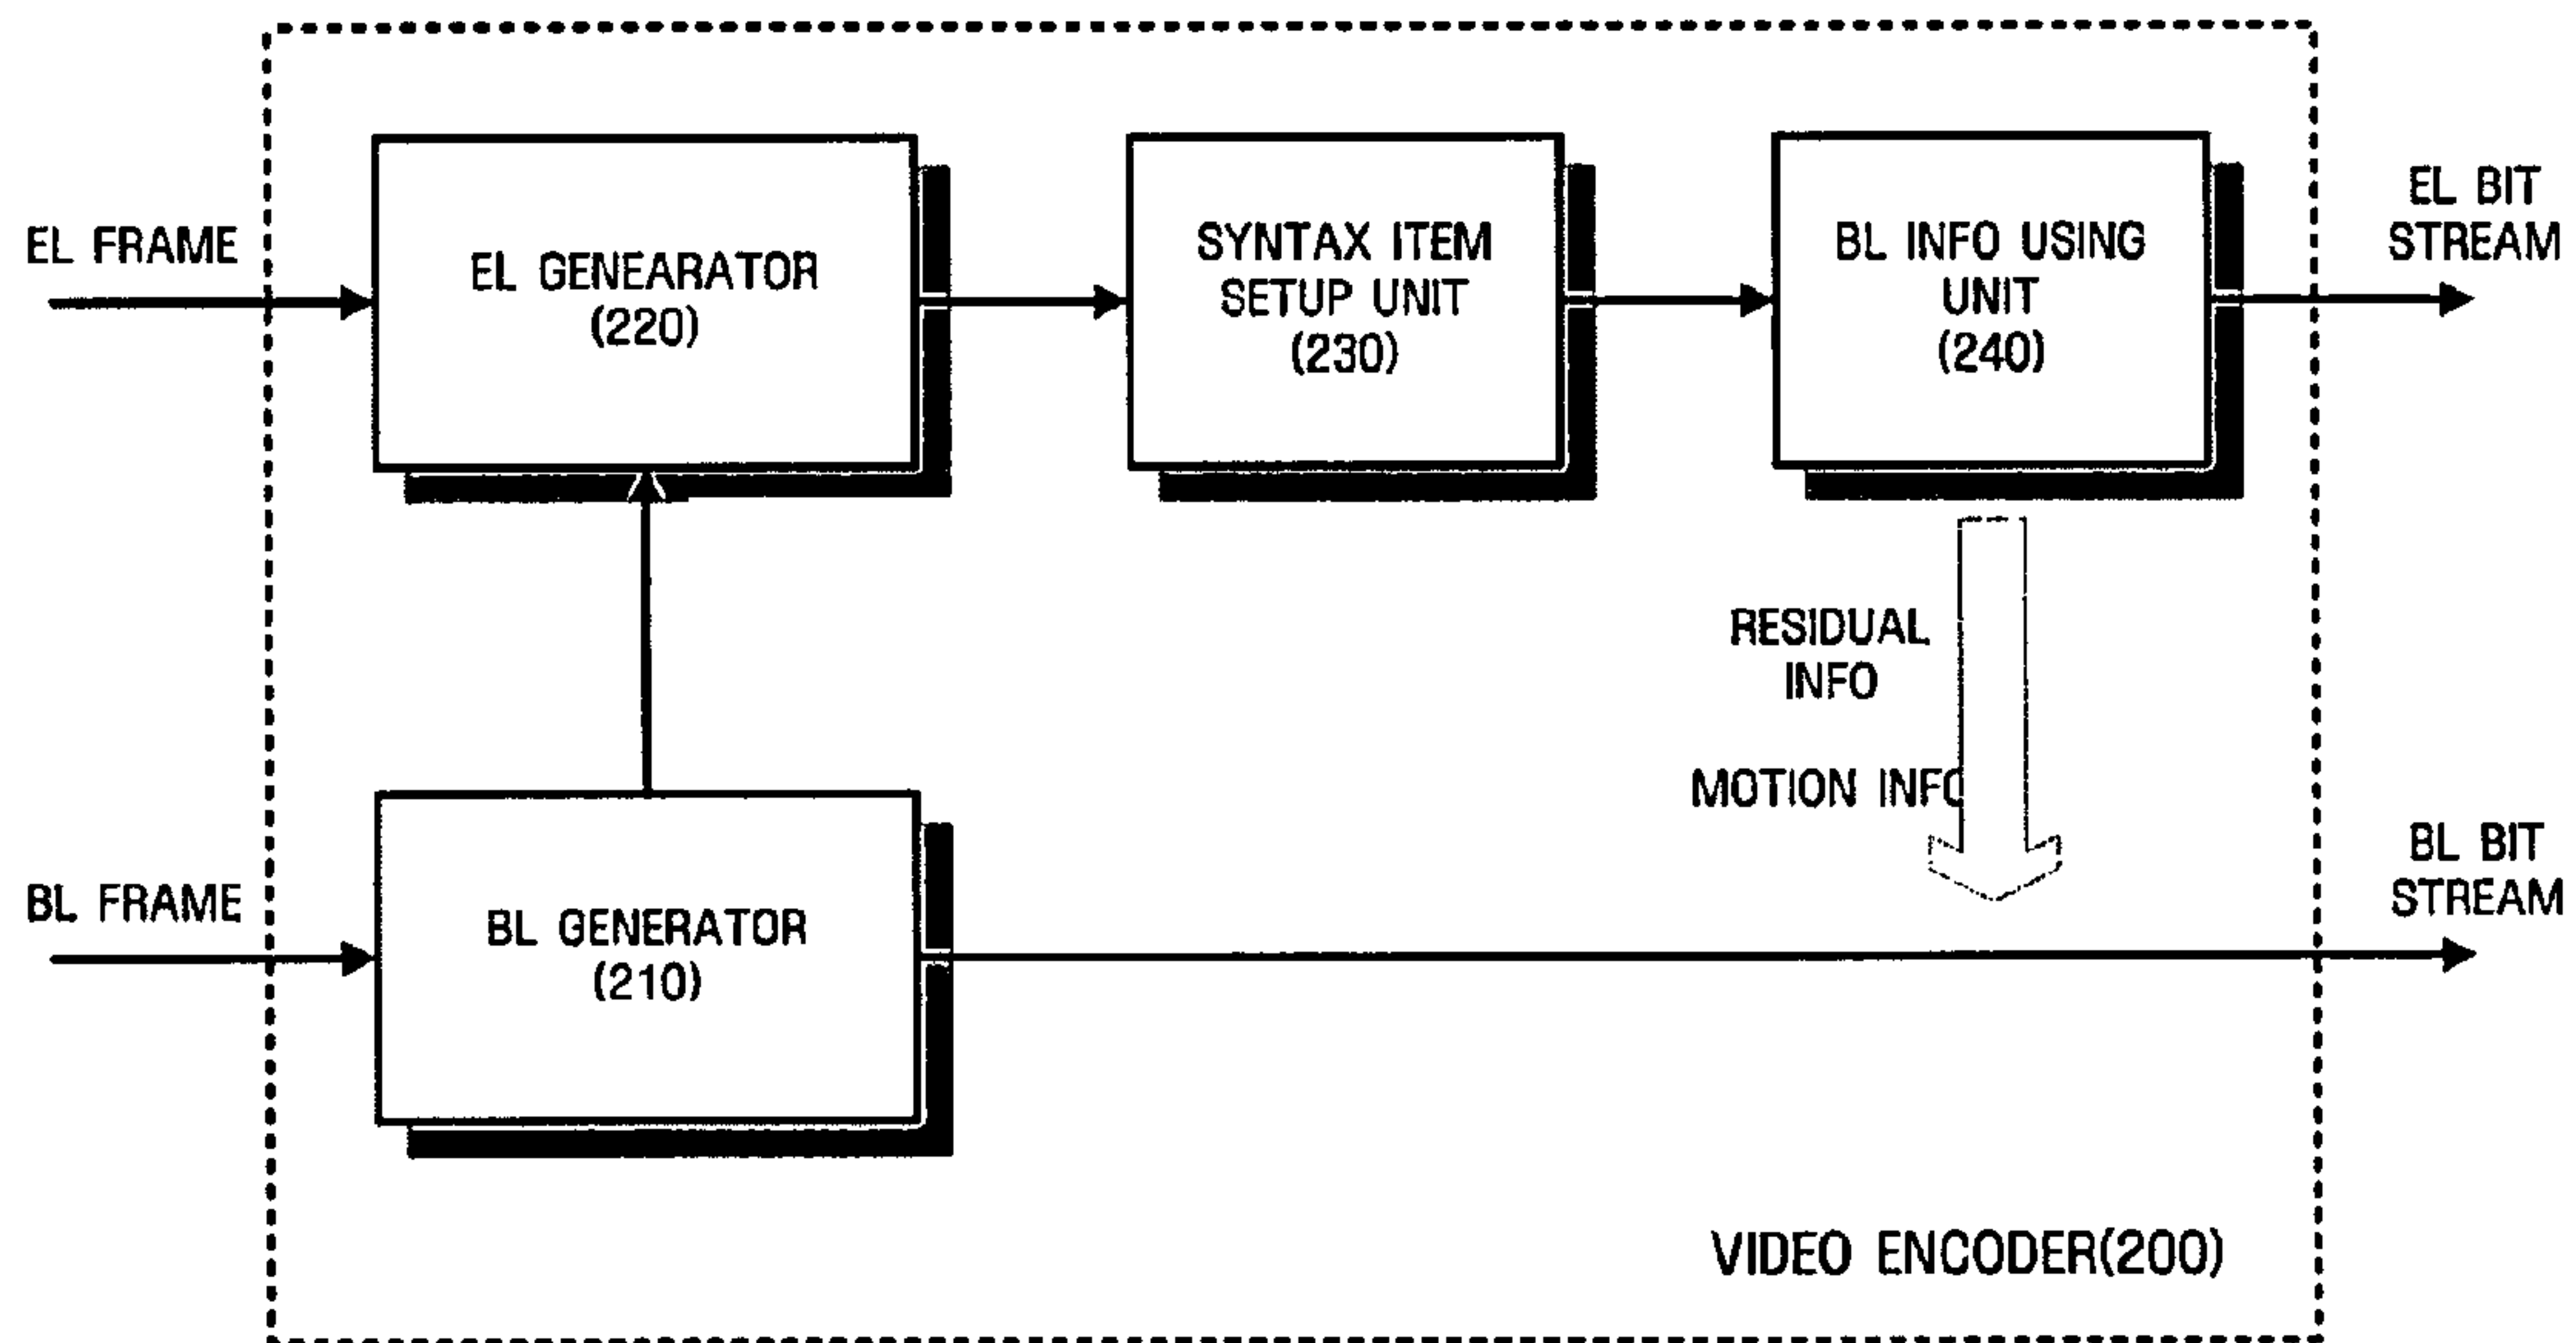 EL FRAME
EL GENEARATOR
(220)
SYNTAX ITEM
SETUP UNIT
(230)
BL INFO USING
UNIT
(240)
EL BIT
STREAM
RESIDUAL
INFO
MOTION INFO
BL FRAME
BL GENERATOR
(210)
BL BIT
STREAM
VIDEO ENCODER(200)